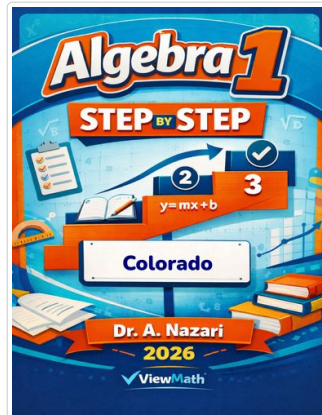 Algebra 1
STEP BY STEP
2
3
y=mx+b
Colorado
Dr. A. Nazari
2026
ViewMath